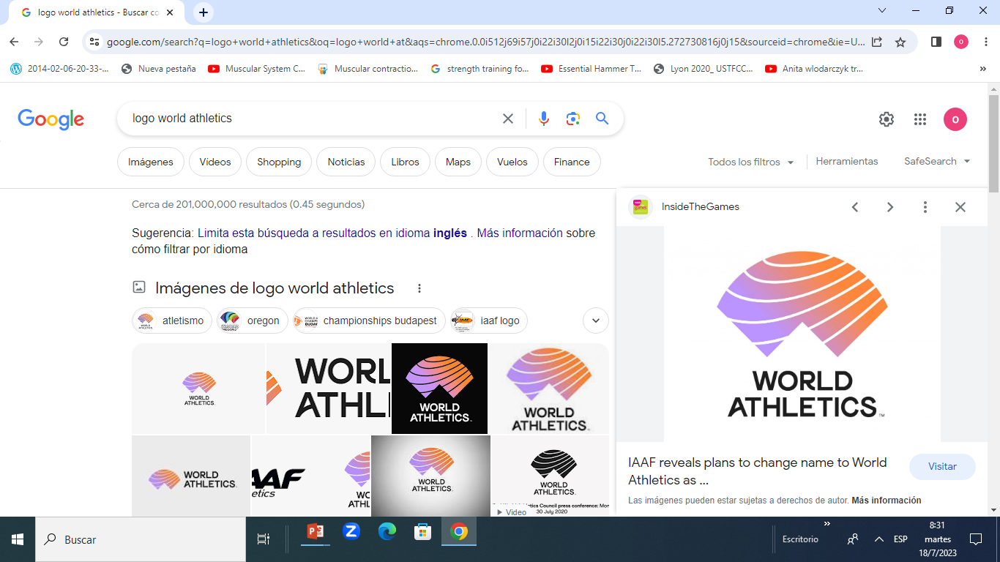 logo world athletics - Buscar co
google.com/search?q=logo+world+athletics&oq=logo+world+at&aqs=chrome.0.0i512j69i57j0i22i30l2j0i15i22i30j0i22i30l5.272730816j0j15&sourceid=chrome&ie=U...
2014-02-06-20-33-...
Nueva pestaña
Muscular System C...
Muscular contractio...
strength training fo...
Essential Hammer T...
Lyon 2020_ USTFCC...
Anita wlodarczyk tr...
»
Google
logo world athletics
o
Imágenes
Vídeos
Shopping
Noticias
Libros
Maps
Vuelos
Finance
Todos los filtros
Herramientas
SafeSearch
Cerca de 201,000,000 resultados (0.45 segundos)
Sugerencia: Limita esta búsqueda a resultados en idioma inglés . Más información sobre
cómo filtrar por idioma
Imágenes de logo world athletics
atletismo
oregon
championships budapest
iaaf logo
WORLD
ATHLETICS
WORL
ATHLI
WORLD
ATHLETICS
WORLD
ATHLETICS
WORLD
ATHLETICS
AAF
etics
WOR
ATH
WORLD
ATHLETICS
WORLD
ATHLETICS
etics Council press conference: Mon
30 July 2020
Video
InsideTheGames
WORLD
ATHLETICS™
IAAF reveals plans to change name to World
Athletics as ...
Visitar
Las imágenes pueden estar sujetas a derechos de autor. Más información
Buscar
Escritorio
»
ESP
8:31
martes
18/7/2023